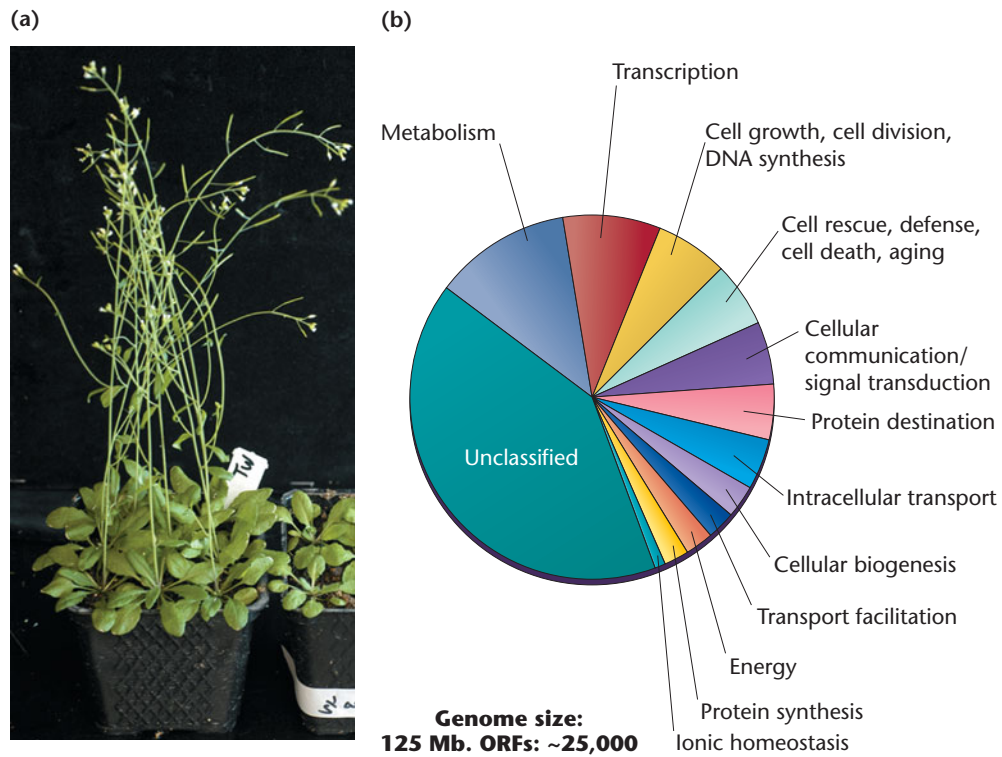 (a)
(b)
Transcription
Metabolism
Cell growth, cell division,
DNA synthesis
Cell rescue, defense,
cell death, aging
Cellular
communication/
signal transduction
Protein destination
Unclassified
Intracellular transport
Cellular biogenesis
Transport facilitation
Energy
Protein synthesis
Ionic homeostasis
Genome size:
125 Mb. ORFs: ~25,000
TW